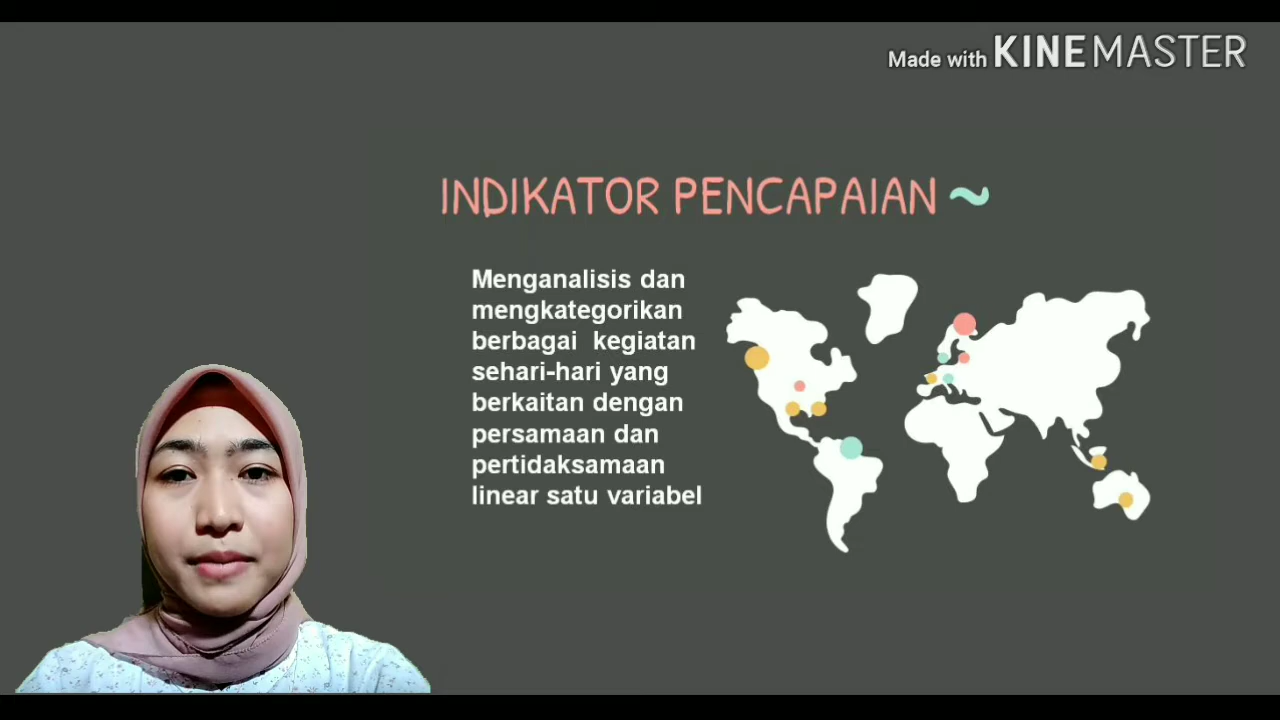 Made with KINEMASTER
INDIKATOR PENCAPAIAN ~
Menganalisis dan
mengkategorikan
berbagai kegiatan
sehari-hari yang
berkaitan dengan
persamaan dan
pertidaksamaan
linear satu variabel